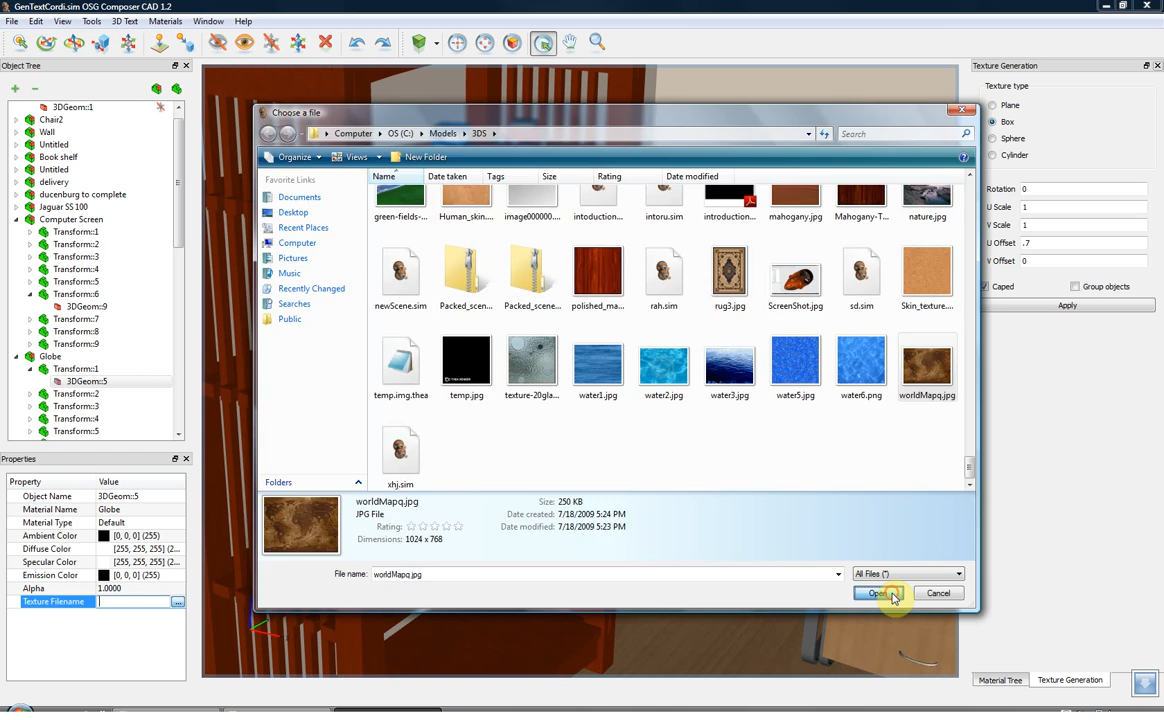 GenTextCordi.sim OSG Composer CAD 1.2
File Edit View Tools 3D Text Materials Window Help
Object Tree
3DGeom::1
Chair2
Wall
Untitled
Book shelf
Untitled
delivery
ducenburg to complete
Jaguar SS 100
Computer Screen
Transform::1
Transform::2
Transform::4
Transform::5
Transform::6
3DGeom::9
Transform::7
Transform::8
Transform::9
Globe
Transform::1
3DGeom::5
Transform::2
Transform::3
Transform::4
Transform::5
Properties
Property Value
Object Name 3DGeom::5
Material Name Globe
Material Type Default
Ambient Color [0, 0, 0] (255)
Diffuse Color [255, 255, 255] (2...
Specular Color [255, 255, 255] (2...
Emission Color [0, 0, 0] (255)
Alpha 1.0000
Texture Filename ...
Choose a file
Computer OS (C:) Models 3DS
Search
Organize Views New Folder
Favorite Links
Documents
Desktop
Recent Places
Computer
Pictures
Music
Recently Changed
Searches
Public
Folders
Name Date taken Tags Size Rating Date modified
green-fields-... Human_skin.... image000000.... intoduction... intoru.sim introduction... mahogany.jpg Mahogany-T... nature.jpg
newScene.sim Packed_scen... Packed_scene... polished_ma... rah.sim rug3.jpg ScreenShot.jpg sd.sim Skin_texture....
temp.img.thea temp.jpg texture-20gla... water1.jpg water2.jpg water3.jpg water5.jpg water6.png worldMapq.jpg
xhj.sim
worldMapq.jpg
JPG File
Rating:
Dimensions: 1024 x 768
Size: 250 KB
Date created: 7/18/2009 5:24 PM
Date modified: 7/18/2009 5:23 PM
File name: worldMapq.jpg
All Files (*)
Open Cancel
Texture Generation
Texture type
Plane
Box
Sphere
Cylinder
Rotation 0
U Scale 1
V Scale 1
U Offset .7
V Offset 0
Caped Group objects
Apply
Material Tree Texture Generation